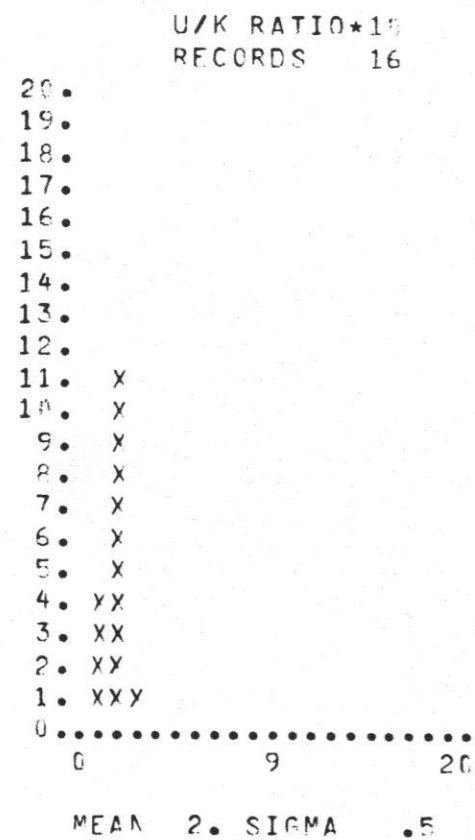 U/K RATIO*10
RECORDS 16
20.
19.
18.
17.
16.
15.
14.
13.
12.
11. X
10. X
9. X
8. X
7. X
6. X
5. X
4. XX
3. XX
2. XX
1. XXX
0...................
0 9 20
MEAN 2. SIGMA .5